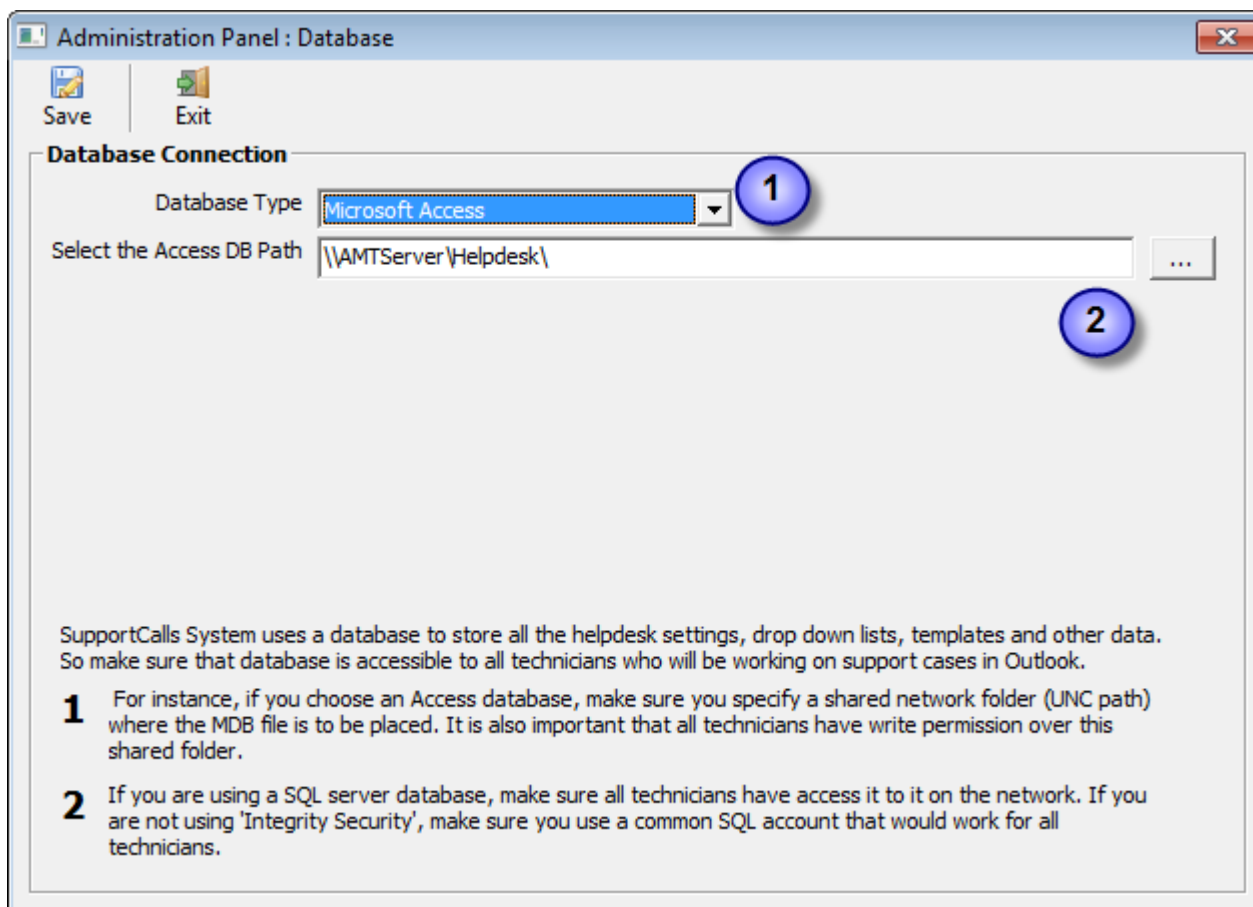 Administration Panel : Database
Save
Exit
Database Connection
Database Type
Microsoft Access
1
Select the Access DB Path
\\AMTServer\Helpdesk\
...
2
SupportCalls System uses a database to store all the helpdesk settings, drop down lists, templates and other data.
So make sure that database is accessible to all technicians who will be working on support cases in Outlook.
1 For instance, if you choose an Access database, make sure you specify a shared network folder (UNC path)
where the MDB file is to be placed. It is also important that all technicians have write permission over this
shared folder.
2 If you are using a SQL server database, make sure all technicians have access it to it on the network. If you
are not using 'Integrity Security', make sure you use a common SQL account that would work for all
technicians.